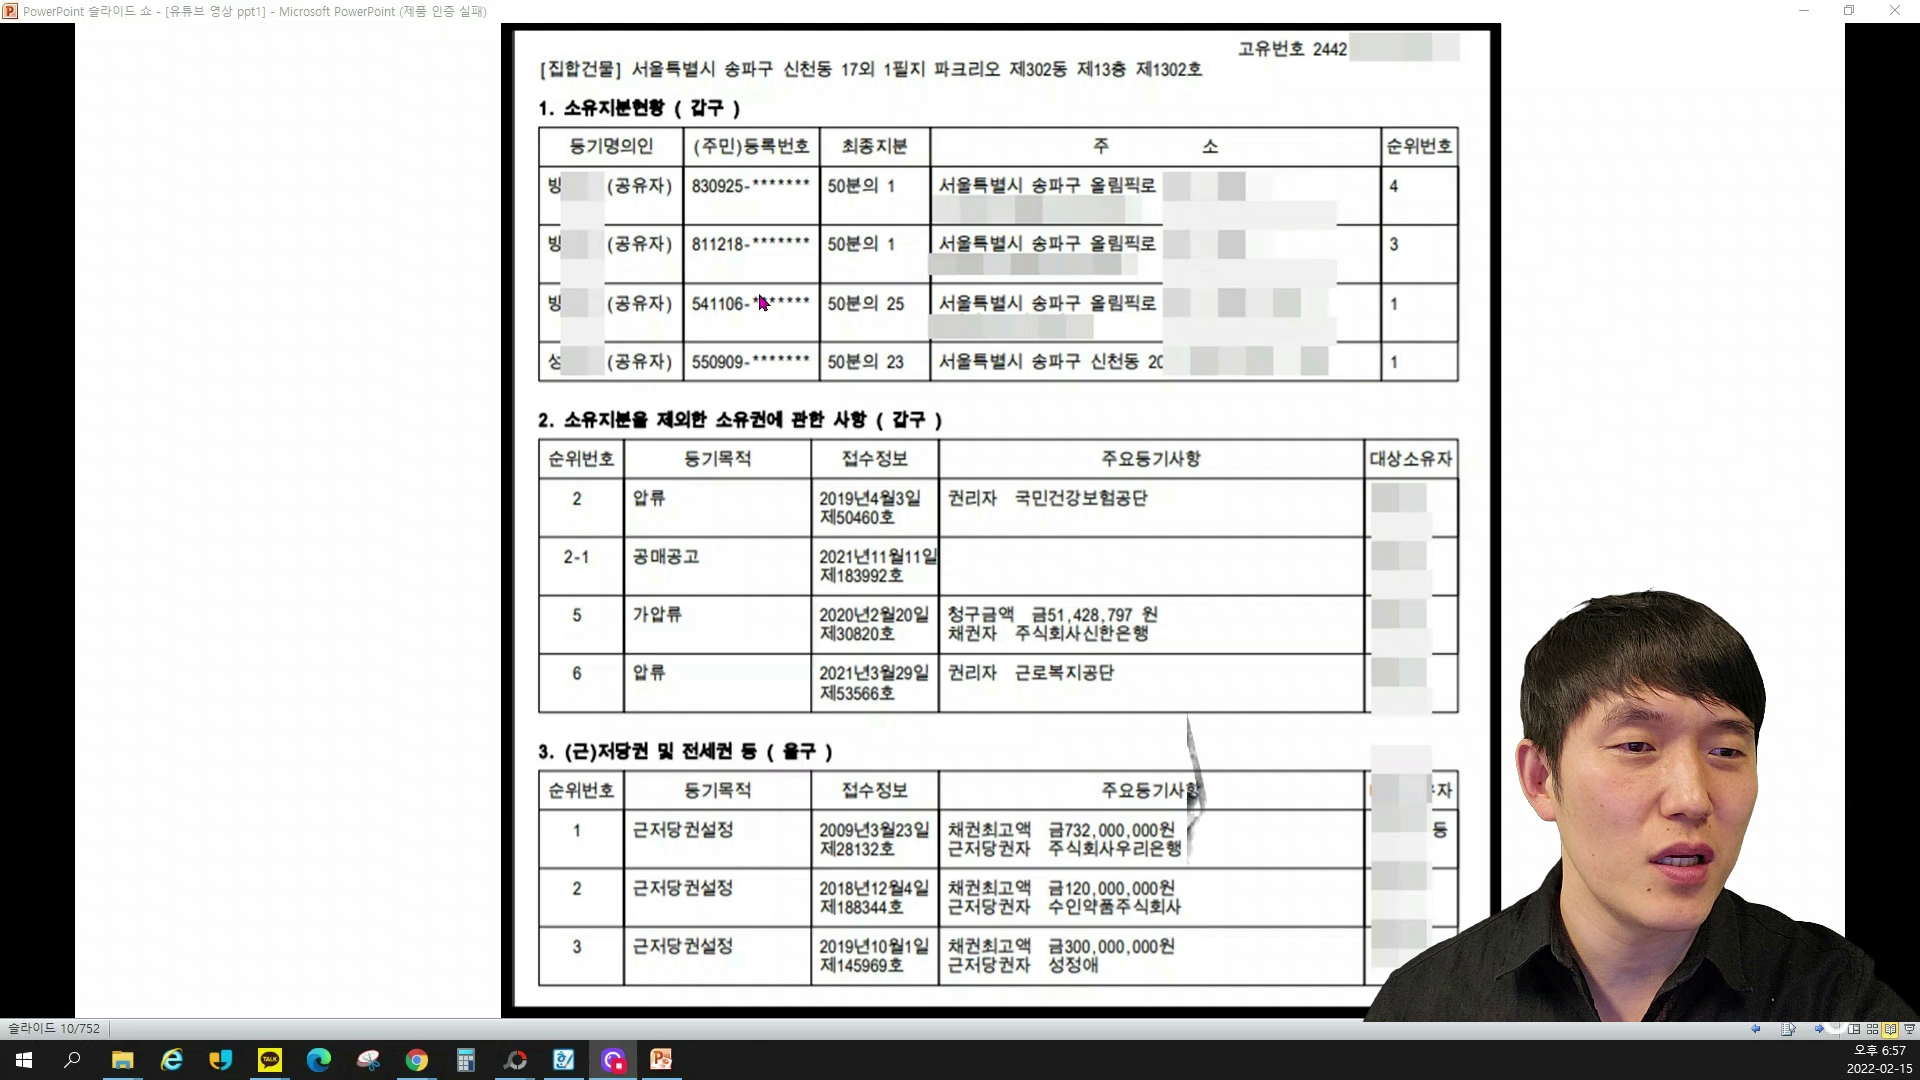 PowerPoint 슬라이드 쇼 - [유튜브 영상 ppt1] - Microsoft PowerPoint (제품 인증 실패)
고유번호 2442
[집합건물] 서울특별시 송파구 신천동 17외 1필지 파크리오 제302동 제13층 제1302호
1. 소유지분현황 ( 갑구 )
등기명의인 (주민)등록번호 최종지분 주 소 순위번호
방 (공유자) 830925-******* 50분의 1 서울특별시 송파구 올림픽로 4
방 (공유자) 811218-******* 50분의 1 서울특별시 송파구 올림픽로 3
방 (공유자) 541106-******* 50분의 25 서울특별시 송파구 올림픽로 1
성 (공유자) 550909-******* 50분의 23 서울특별시 송파구 신천동 20 1
2. 소유지분을 제외한 소유권에 관한 사항 ( 갑구 )
순위번호 등기목적 접수정보 주요등기사항 대상소유자
2 압류 2019년4월3일 권리자 국민건강보험공단
제50460호
2-1 공매공고 2021년11월11일
제183992호
5 가압류 2020년2월20일 청구금액 금51,428,797 원
제30820호 채권자 주식회사신한은행
6 압류 2021년3월29일 권리자 근로복지공단
제53566호
3. (근)저당권 및 전세권 등 ( 을구 )
순위번호 등기목적 접수정보 주요등기사항 자
1 근저당권설정 2009년3월23일 채권최고액 금732,000,000원 등
제28132호 근저당권자 주식회사우리은행
2 근저당권설정 2018년12월4일 채권최고액 금120,000,000원
제188344호 근저당권자 수인약품주식회사
3 근저당권설정 2019년10월1일 채권최고액 금300,000,000원
제145969호 근저당권자 성정애
슬라이드 10/752
TALK
오후 6:57
2022-02-15